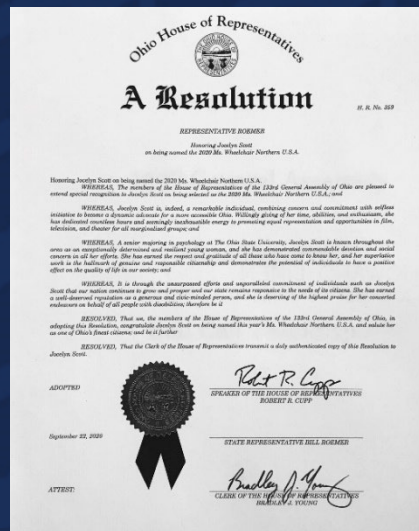 Ohio House of Representatives
A Resolution
H. R. No.
REPRESENTATIVE ROEMER
Honoring Jocelyn Scott
on being named the 2020 Ms. Wheelchair Northern U.S.A.
Honoring Jocelyn Scott on being named the 2020 Ms. Wheelchair Northern U.S.A.
WHEREAS, The members of the House of Representatives of the 133rd General Assembly of Ohio are pleased to
extend special recognition to Jocelyn Scott on being selected as the 2020 Ms. Wheelchair Northern U.S.A.; and
WHEREAS, Jocelyn Scott is, indeed, a remarkable individual, combining concern and commitment with selfless
initiative to become a dynamic advocate for a more accessible Ohio. Willingly giving of her time, abilities, and enthusiasm, she
has dedicated countless hours and seemingly inexhaustible energy to promoting equal representation and opportunities in film,
television, and theater for all marginalized groups; and
WHEREAS, A senior majoring in psychology at The Ohio State University, Jocelyn Scott is known throughout the
area as an exceptionally determined and resilient young woman, and she has demonstrated commendable devotion and social
concern in all her efforts. She has earned the respect and gratitude of all those who have come to know her, and her superlative
work is the hallmark of genuine and responsible citizenship and demonstrates the potential of individuals to have a positive
effect on the quality of life in our society; and
WHEREAS, It is through the unsurpassed efforts and unparalleled commitment of individuals such as Jocelyn
Scott that our nation continues to grow and prosper and our state remains responsive to the needs of its citizens. She has earned
a well-deserved reputation as a generous and civic-minded person, and she is deserving of the highest praise for her concerted
endeavors on behalf of all people with disabilities; therefore be it
RESOLVED, That we, the members of the House of Representatives of the 133rd General Assembly of Ohio, in
adopting this Resolution, congratulate Jocelyn Scott on being named this year's Ms. Wheelchair Northern U.S.A. and salute her
as one of Ohio's finest citizens; and be it further
RESOLVED, That the Clerk of the House of Representatives transmit a duly authenticated copy of this Resolution to
Jocelyn Scott.
ADOPTED
Robert R. Cupp
SPEAKER OF THE HOUSE OF REPRESENTATIVES
ROBERT R. CUPP
September 22, 2020
STATE REPRESENTATIVE BILL ROEMER
ATTEST:
Bradley J. Young
CLERK OF THE HOUSE OF REPRESENTATIVES
BRADLEY J. YOUNG